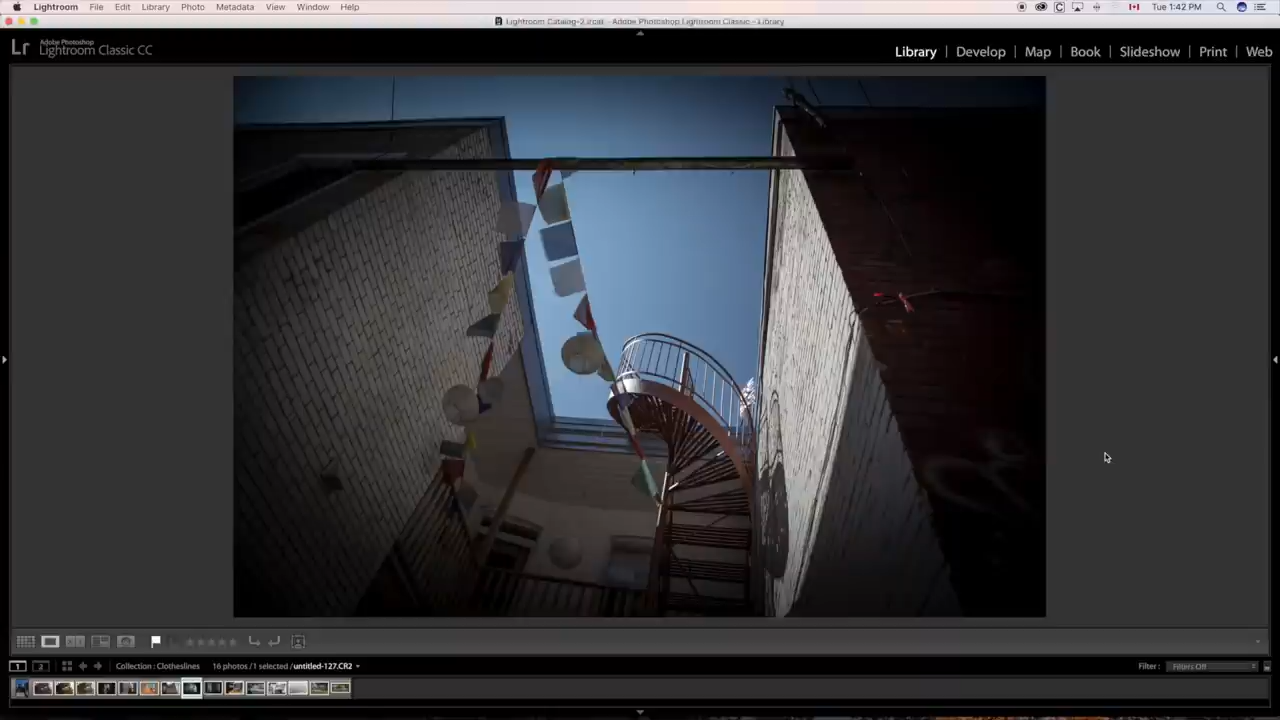 Lightroom File Edit Library Photo Metadata View Window Help Tue 1:42 PM
Lightroom Catalog-2.lrcat - Adobe Photoshop Lightroom Classic - Library
Lr Adobe Photoshop
Lightroom Classic CC
Library | Develop | Map | Book | Slideshow | Print | Web
1 2 Collection : Clotheslines 16 photos / 1 selected / untitled-127.CR2 Filter : Filters Off